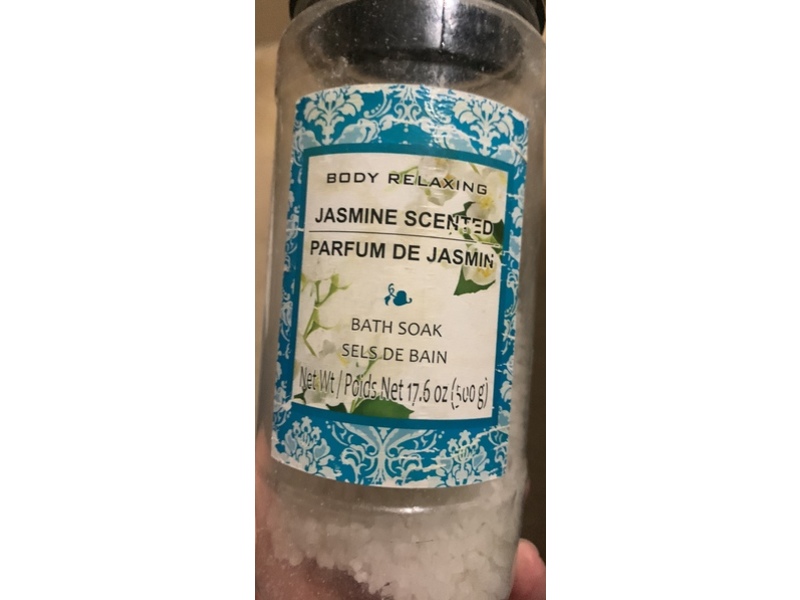 BODY RELAXING
JASMINE SCENTED
PARFUM DE JASMIN
BATH SOAK
SELS DE BAIN
Net Wt / Poids Net 17.6 oz (500 g)